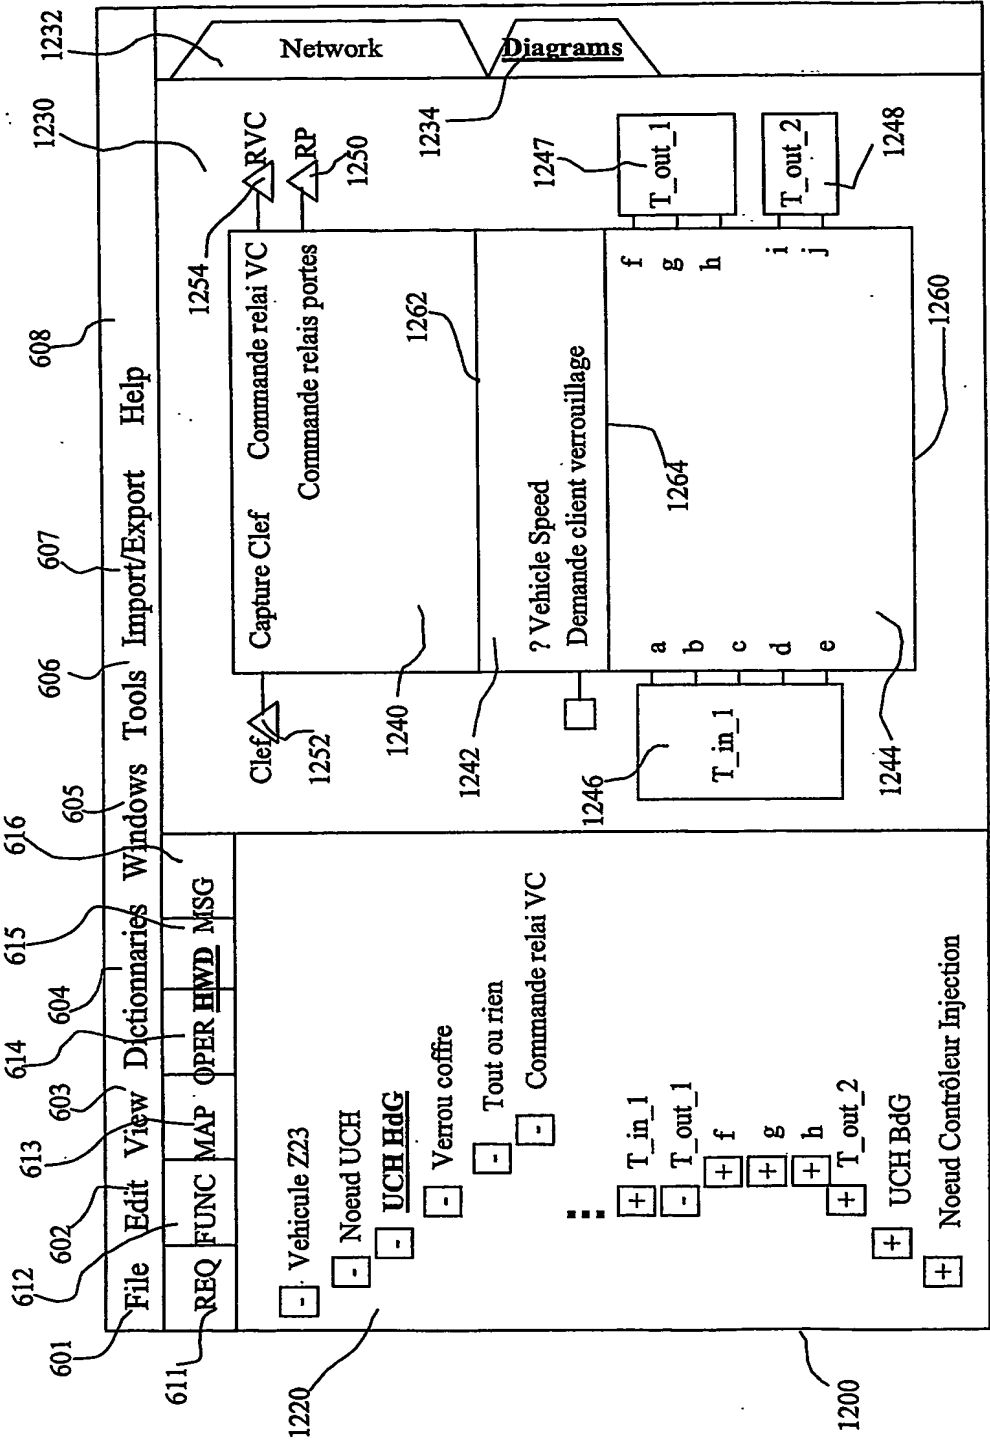 601 602 603 604 605 606 607 608
File Edit View Dictionnaries Windows Tools Import/Export Help
611 612 613 614 615 616
REQ FUNC MAP OPER HWD MSG
1220
- Vehicule Z23
- Noeud UCH
- UCH HdG
- Verrou coffre
- Tout ou rien
- Commande relai VC
...
+ T_in_1
- T_out_1
+ f
+ g
+ h
+ T_out_2
+ UCH BdG
+ Noeud Contrôleur Injection
1200
1230
1232
1254
Clef Capture Clef Commande relai VC RVC
1252
Commande relais portes RP
1250
1240
1262
1242
? Vehicle Speed
Demande client verrouillage
1264
1246
T_in_1
a
b
c
d
e
1244
f
g
h
T_out_1
1247
i
j
T_out_2
1248
1260
Network
Diagrams
1234